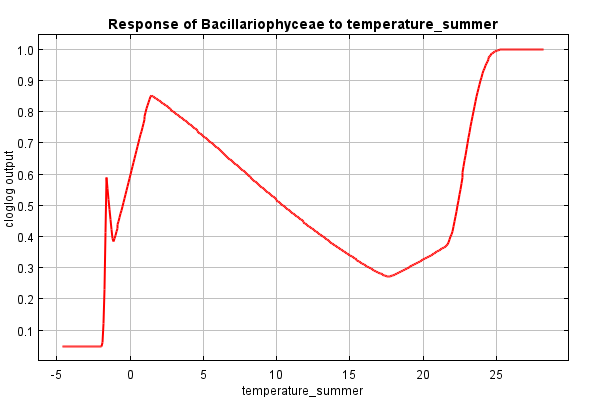 Response of Bacillariophyceae to temperature_summer
cloglog output
1.0
0.9
0.8
0.7
0.6
0.5
0.4
0.3
0.2
0.1
-5 0 5 10 15 20 25
temperature_summer